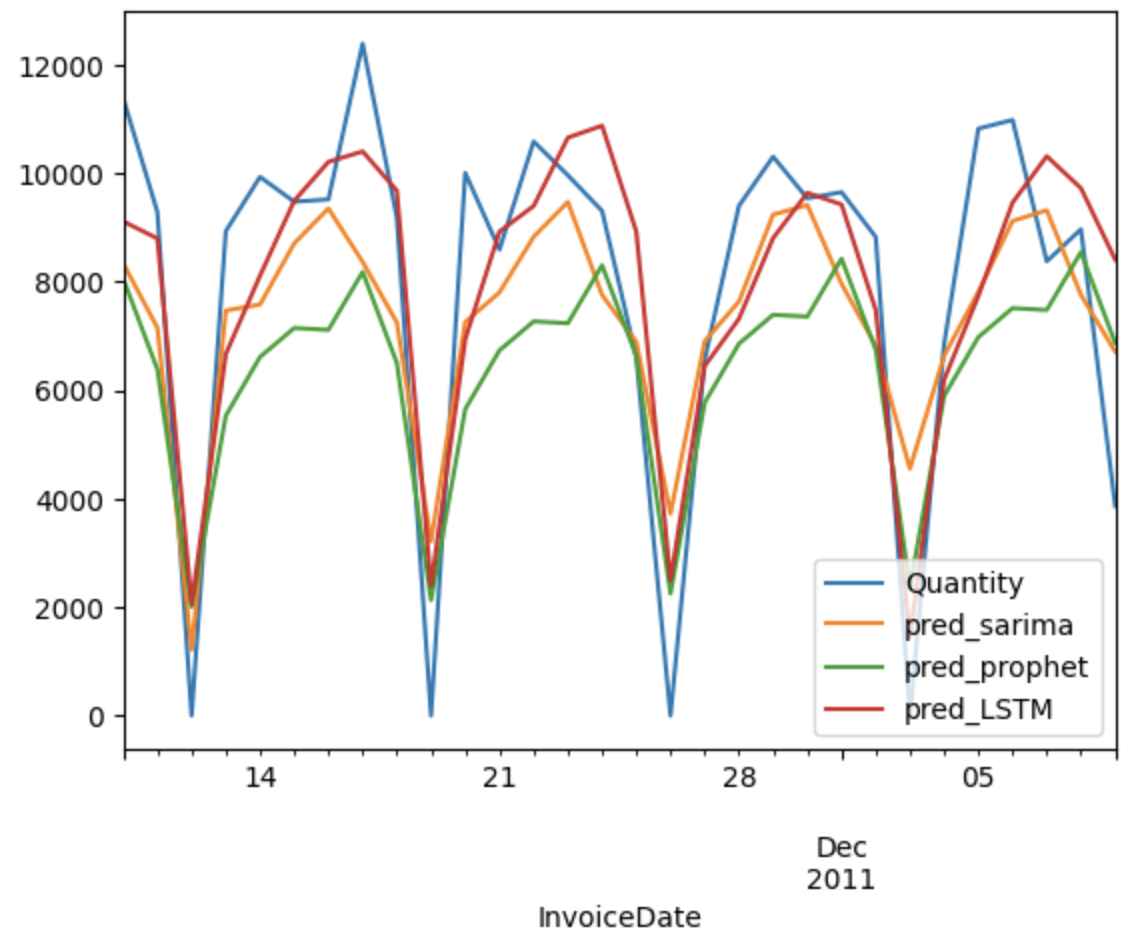 12000
10000
8000
6000
4000
2000
0
Quantity
pred_sarima
pred_prophet
pred_LSTM
14
21
28
05
Dec
2011
InvoiceDate